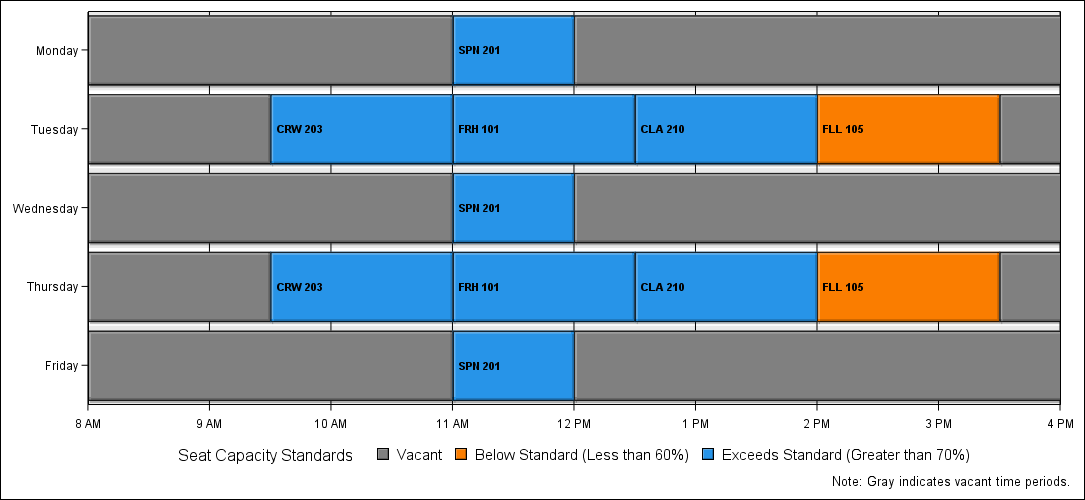 Monday
SPN 201
Tuesday
CRW 203 FRH 101 CLA 210 FLL 105
Wednesday
SPN 201
Thursday
CRW 203 FRH 101 CLA 210 FLL 105
Friday
SPN 201
8 AM 9 AM 10 AM 11 AM 12 PM 1 PM 2 PM 3 PM 4 PM
Seat Capacity Standards Vacant Below Standard (Less than 60%) Exceeds Standard (Greater than 70%)
Note: Gray indicates vacant time periods.